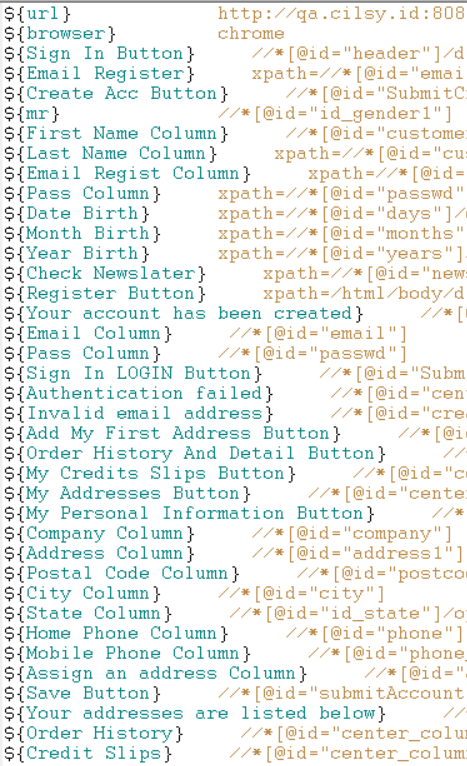 ${url} http://qa.cilsy.id:808
${browser} chrome
${Sign In Button} //*[@id="header"]/d
${Email Register} xpath=//*[@id="emai
${Create Acc Button} //*[@id="SubmitC
${mr} //*[@id="id_gender1"]
${First Name Column} //*[@id="custome
${Last Name Column} xpath=//*[@id="cu
${Email Regist Column} xpath=//*[@id=
${Pass Column} xpath=//*[@id="passwd"
${Date Birth} xpath=//*[@id="days"]/
${Month Birth} xpath=//*[@id="months"
${Year Birth} xpath=//*[@id="years"]
${Check Newslater} xpath=//*[@id="new
${Register Button} xpath=/html/body/d
${Your account has been created} //*[
${Email Column} //*[@id="email"]
${Pass Column} //*[@id="passwd"]
${Sign In LOGIN Button} //*[@id="Subm
${Authentication failed} //*[@id="cen
${Invalid email address} //*[@id="cre
${Add My First Address Button} //*[@i
${Order History And Detail Button} //
${My Credits Slips Button} //*[@id="c
${My Addresses Button} //*[@id="cente
${My Personal Information Button} //*
${Company Column} //*[@id="company"]
${Address Column} //*[@id="address1"]
${Postal Code Column} //*[@id="postco
${City Column} //*[@id="city"]
${State Column} //*[@id="id_state"]/o
${Home Phone Column} //*[@id="phone"]
${Mobile Phone Column} //*[@id="phone
${Assign an address Column} //*[@id="
${Save Button} //*[@id="submitAccount
${Your addresses are listed below} //
${Order History} //*[@id="center_colu
${Credit Slips} //*[@id="center_colum